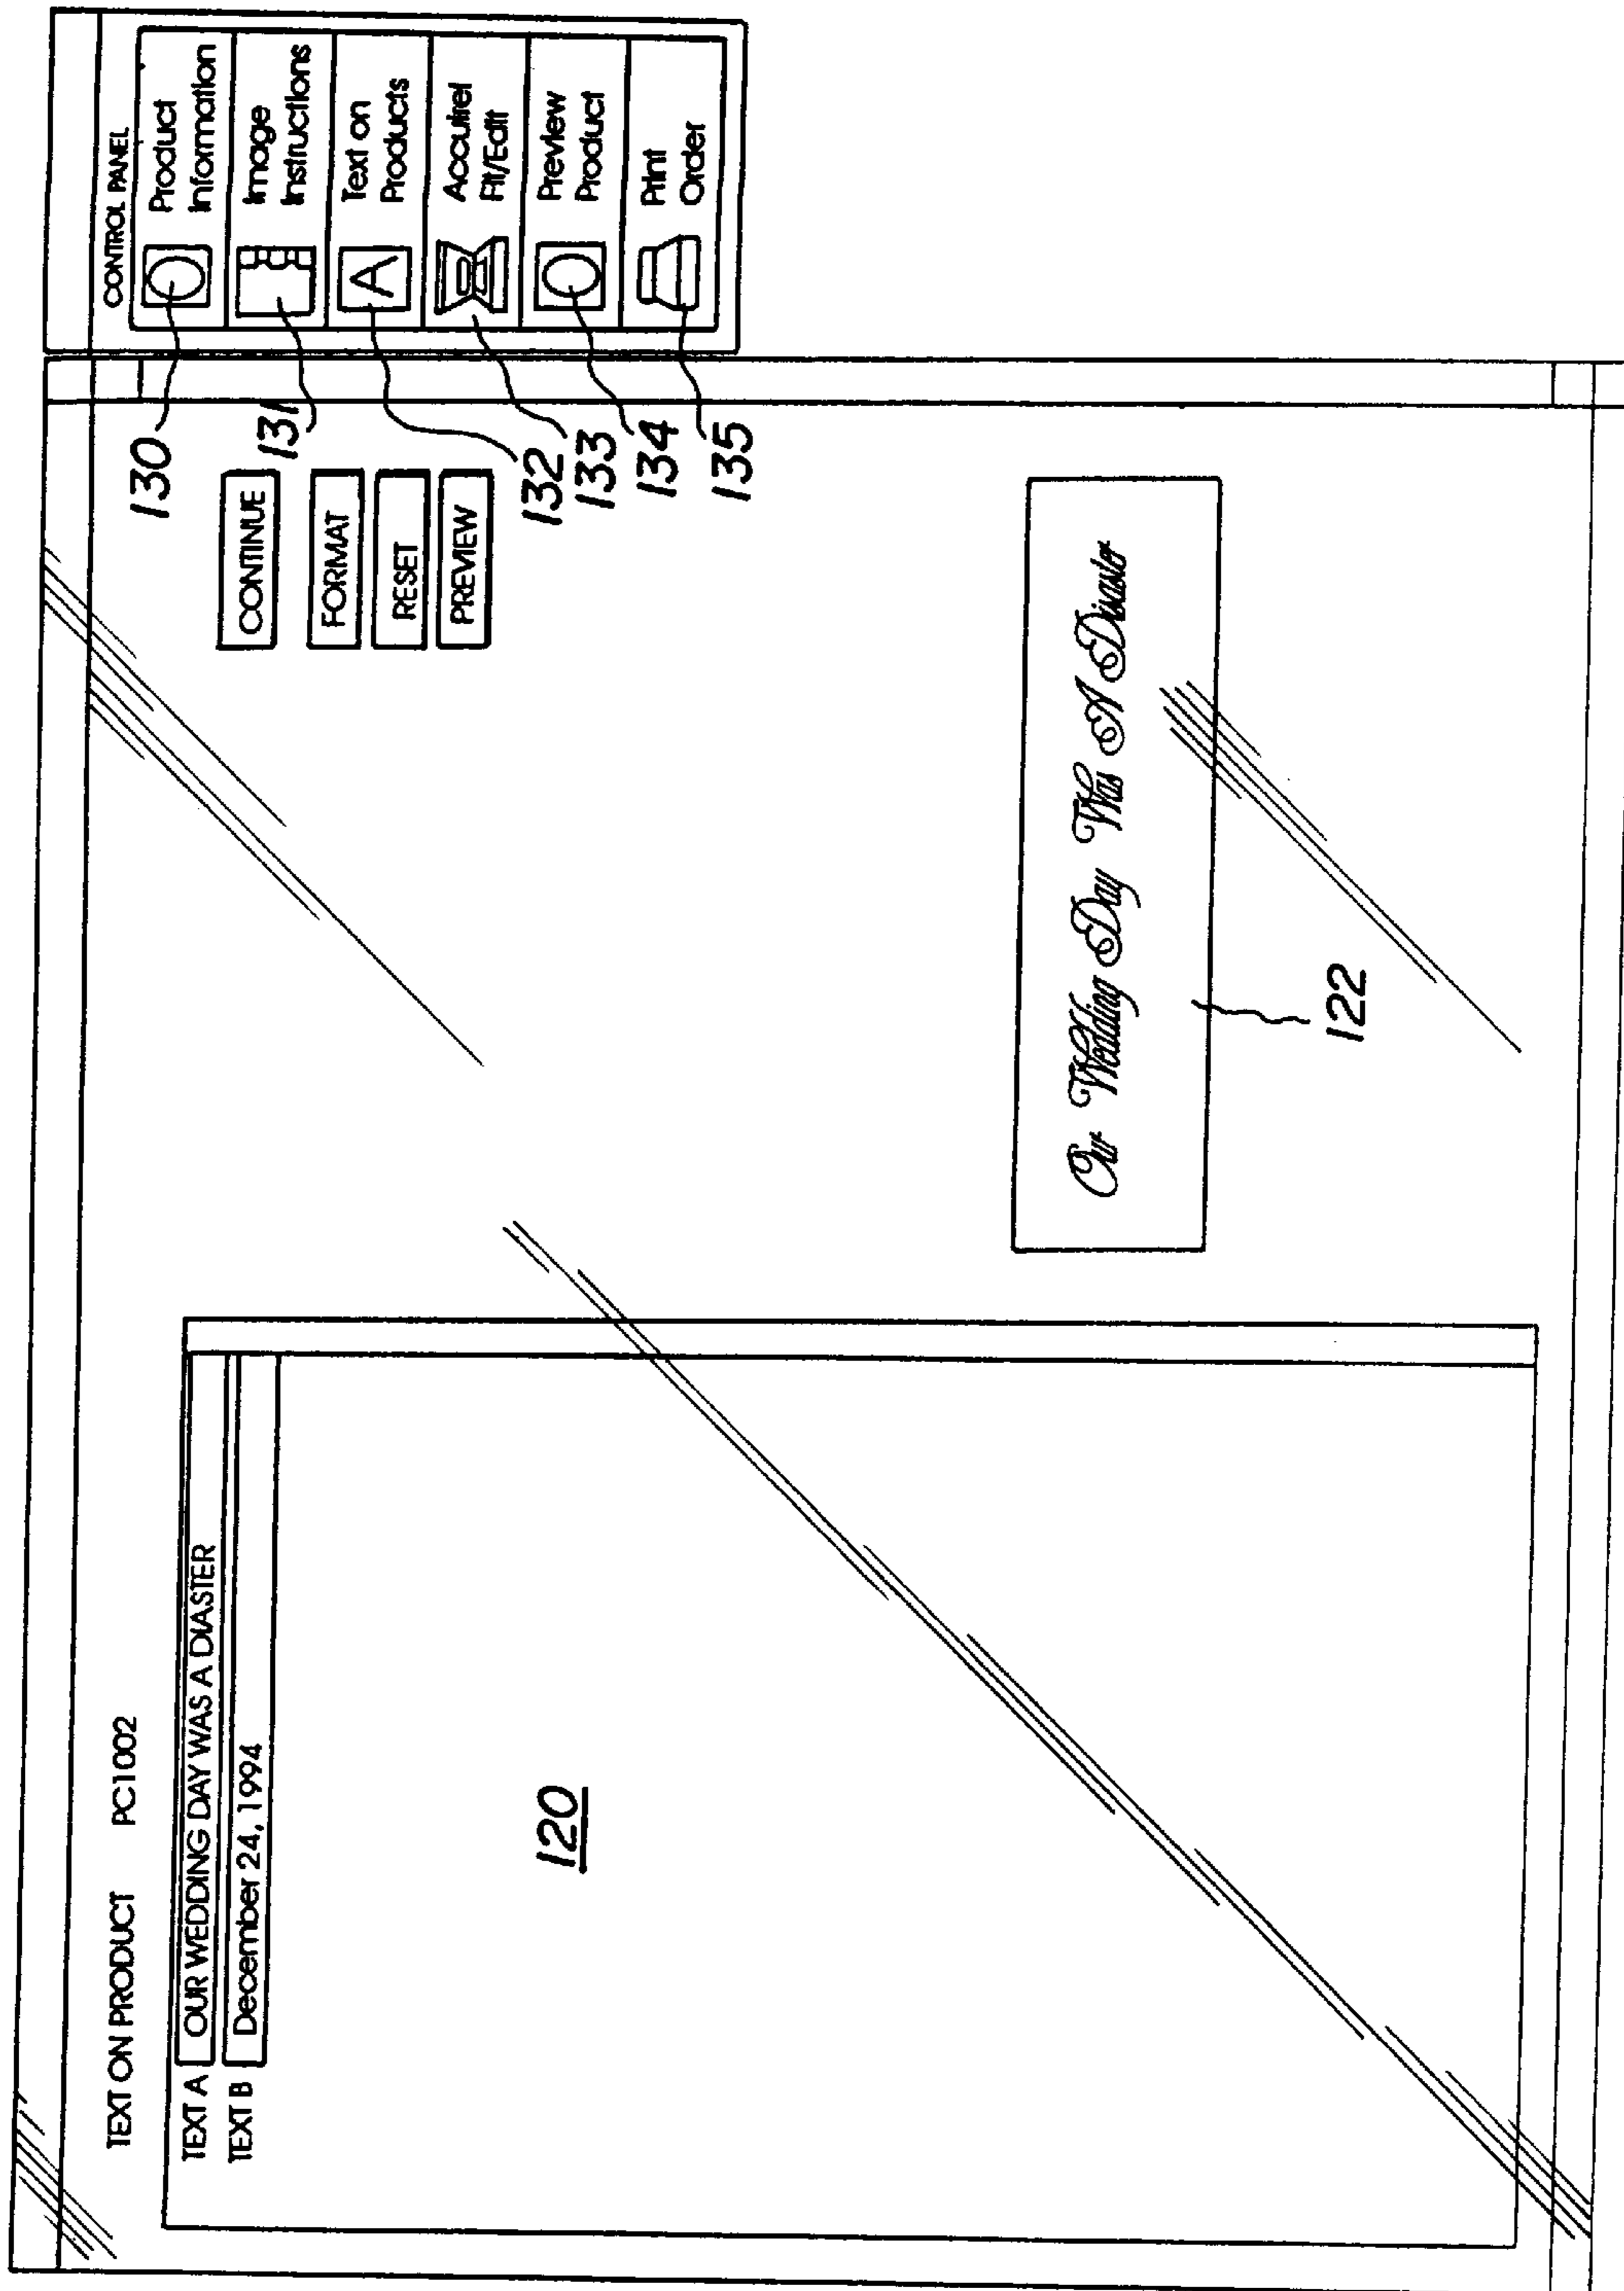 TEXT ON PRODUCT PC1002
TEXT A OUR WEDDING DAY WAS A DIASTER
TEXT B December 24, 1994
120
CONTINUE
FORMAT
RESET
PREVIEW
Our Wedding Day Was A Disaster
122
130
131
132
133
134
135
CONTROL PANEL
Product
Information
Image
Instructions
A
Text on
Products
Accuirel
Fit/Edit
Preview
Product
Print
Order